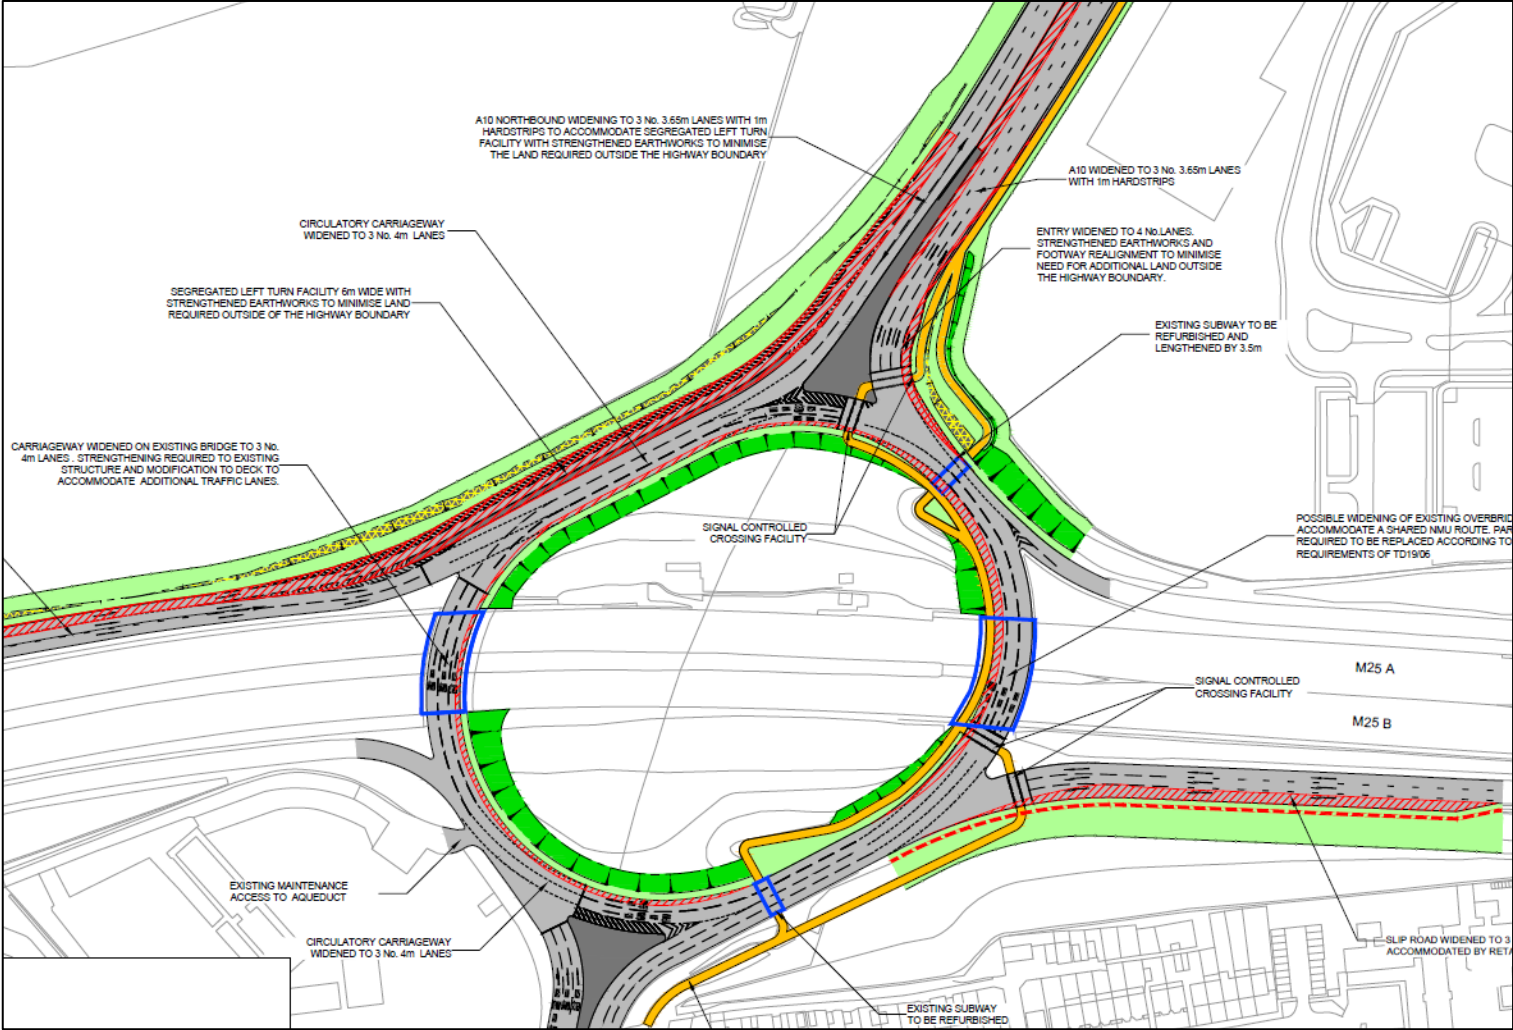 A10 NORTHBOUND WIDENING TO 3 No. 3.65m LANES WITH 1m
HARDSTRIPS TO ACCOMMODATE SEGREGATED LEFT TURN
FACILITY WITH STRENGTHENED EARTHWORKS TO MINIMISE
THE LAND REQUIRED OUTSIDE THE HIGHWAY BOUNDARY
A10 WIDENED TO 3 No. 3.65m LANES
WITH 1m HARDSTRIPS
CIRCULATORY CARRIAGEWAY
WIDENED TO 3 No. 4m LANES
ENTRY WIDENED TO 4 No.LANES.
STRENGTHENED EARTHWORKS AND
FOOTWAY REALIGNMENT TO MINIMISE
NEED FOR ADDITIONAL LAND OUTSIDE
THE HIGHWAY BOUNDARY.
SEGREGATED LEFT TURN FACILITY 6m WIDE WITH
STRENGTHENED EARTHWORKS TO MINIMISE LAND
REQUIRED OUTSIDE OF THE HIGHWAY BOUNDARY
EXISTING SUBWAY TO BE
REFURBISHED AND
LENGTHENED BY 3.5m
CARRIAGEWAY WIDENED ON EXISTING BRIDGE TO 3 No.
4m LANES . STRENGTHENING REQUIRED TO EXISTING
STRUCTURE AND MODIFICATION TO DECK TO
ACCOMMODATE ADDITIONAL TRAFFIC LANES.
SIGNAL CONTROLLED
CROSSING FACILITY
POSSIBLE WIDENING OF EXISTING OVERBRID
ACCOMMODATE A SHARED NMU ROUTE. PAR
REQUIRED TO BE REPLACED ACCORDING TO
REQUIREMENTS OF TD19/06
M25 A
SIGNAL CONTROLLED
CROSSING FACILITY
M25 B
EXISTING MAINTENANCE
ACCESS TO AQUEDUCT
CIRCULATORY CARRIAGEWAY
WIDENED TO 3 No. 4m LANES
SLIP ROAD WIDENED TO 3
ACCOMMODATED BY RETA
EXISTING SUBWAY
TO BE REFURBISHED